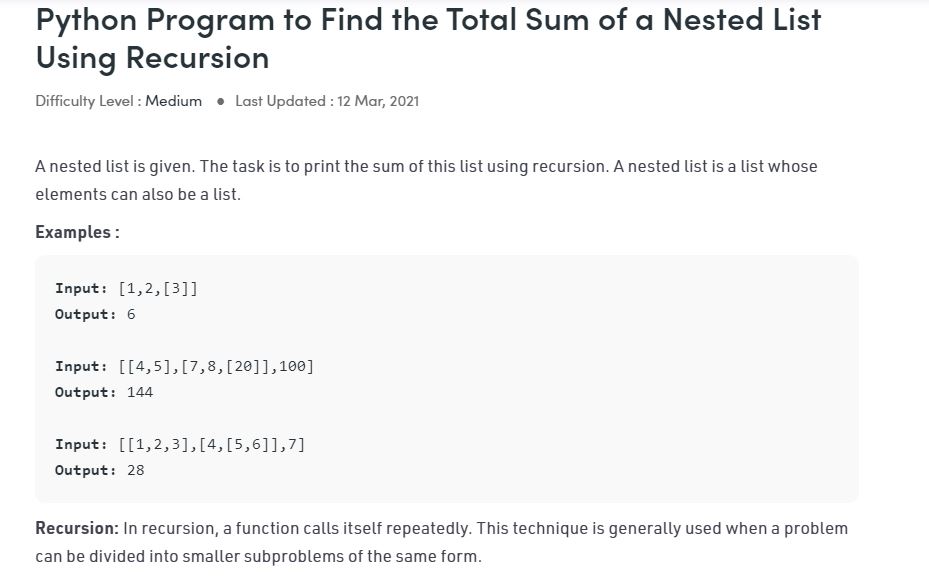 Python Program to Find the Total Sum of a Nested List
Using Recursion
Difficulty Level : Medium ● Last Updated : 12 Mar, 2021
A nested list is given. The task is to print the sum of this list using recursion. A nested list is a list whose
elements can also be a list.
Examples :
Input: [1,2,[3]]
Output: 6
Input: [[4,5],[7,8,[20]],100]
Output: 144
Input: [[1,2,3],[4,[5,6]],7]
Output: 28
Recursion: In recursion, a function calls itself repeatedly. This technique is generally used when a problem
can be divided into smaller subproblems of the same form.